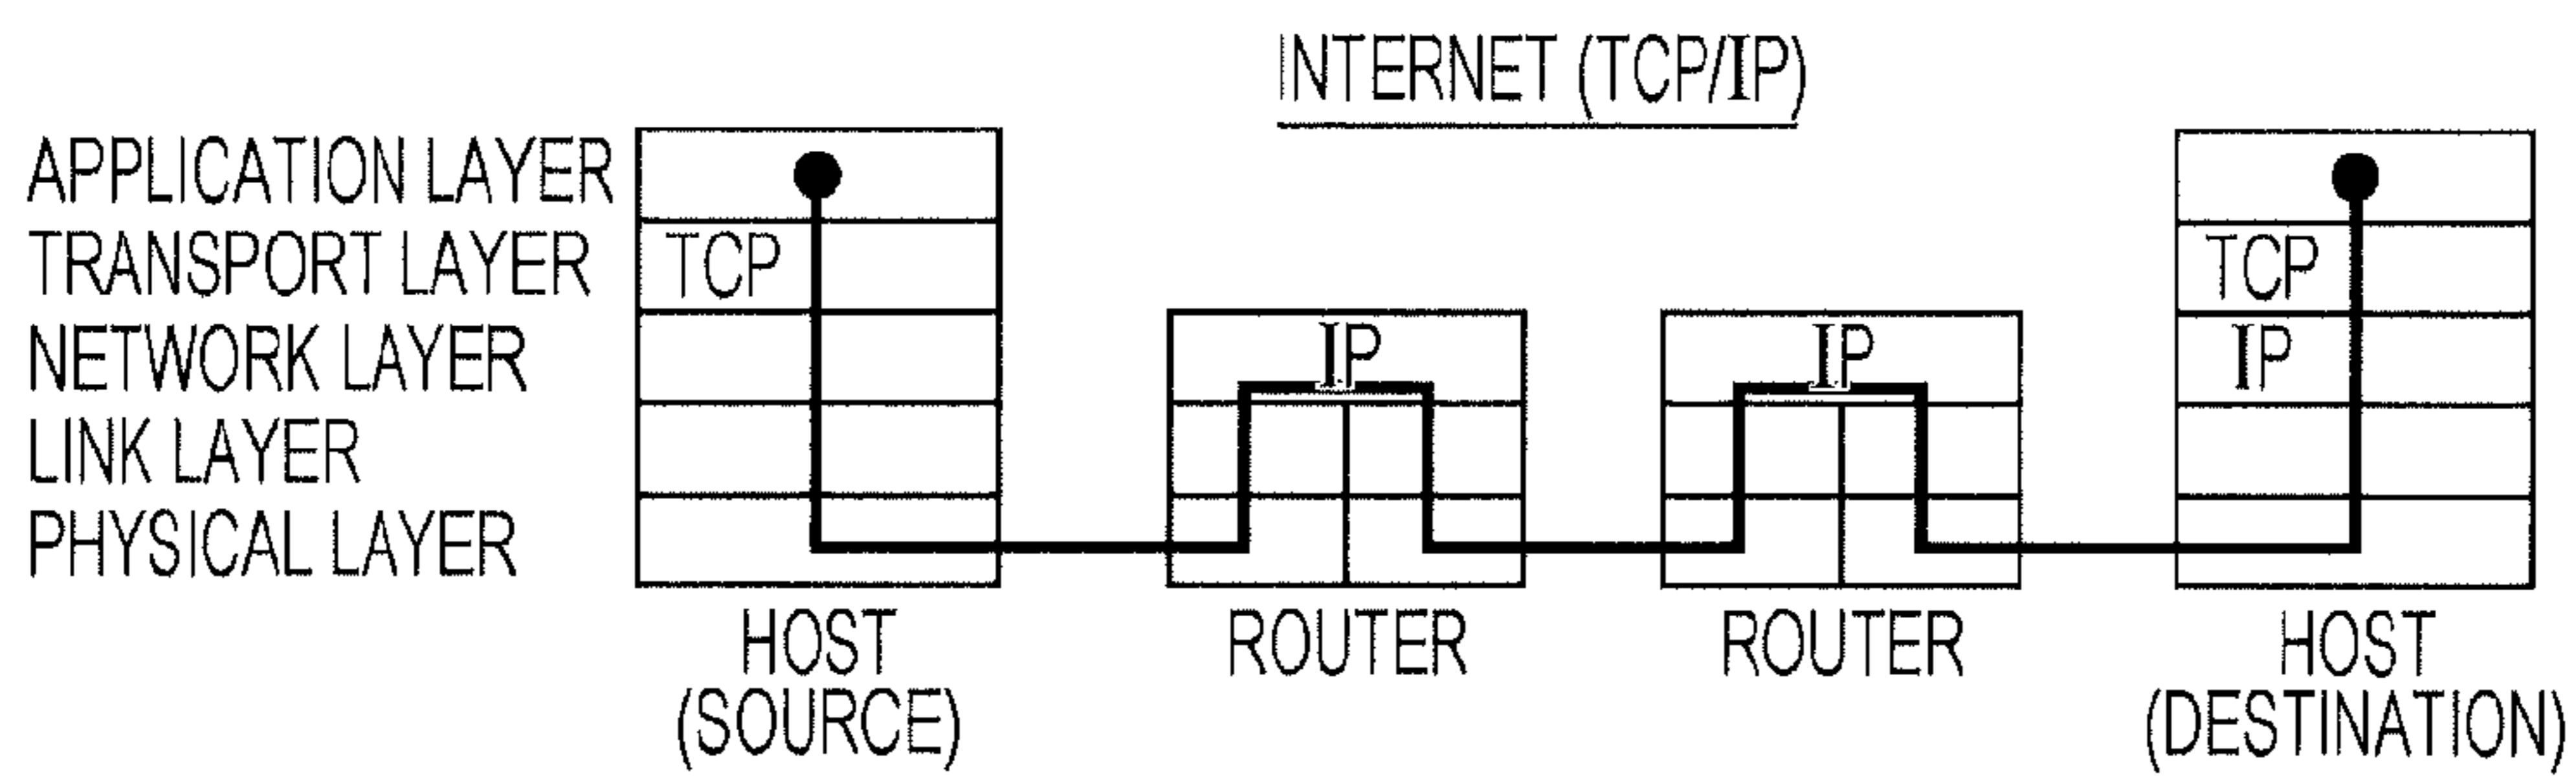 INTERNET (TCP/IP)
APPLICATION LAYER
TRANSPORT LAYER TCP TCP
NETWORK LAYER IP IP IP
LINK LAYER
PHYSICAL LAYER
HOST ROUTER ROUTER HOST
(SOURCE) (DESTINATION)